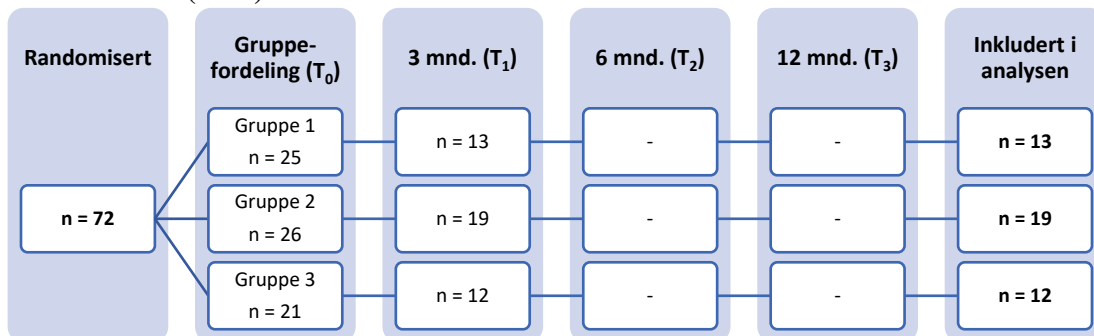 Randomisert
Gruppe-
fordeling (T0)
3 mnd. (T1)
6 mnd. (T2)
12 mnd. (T3)
Inkludert i
analysen
n = 72
Gruppe 1
n = 25
n = 13
-
-
n = 13
Gruppe 2
n = 26
n = 19
-
-
n = 19
Gruppe 3
n = 21
n = 12
-
-
n = 12